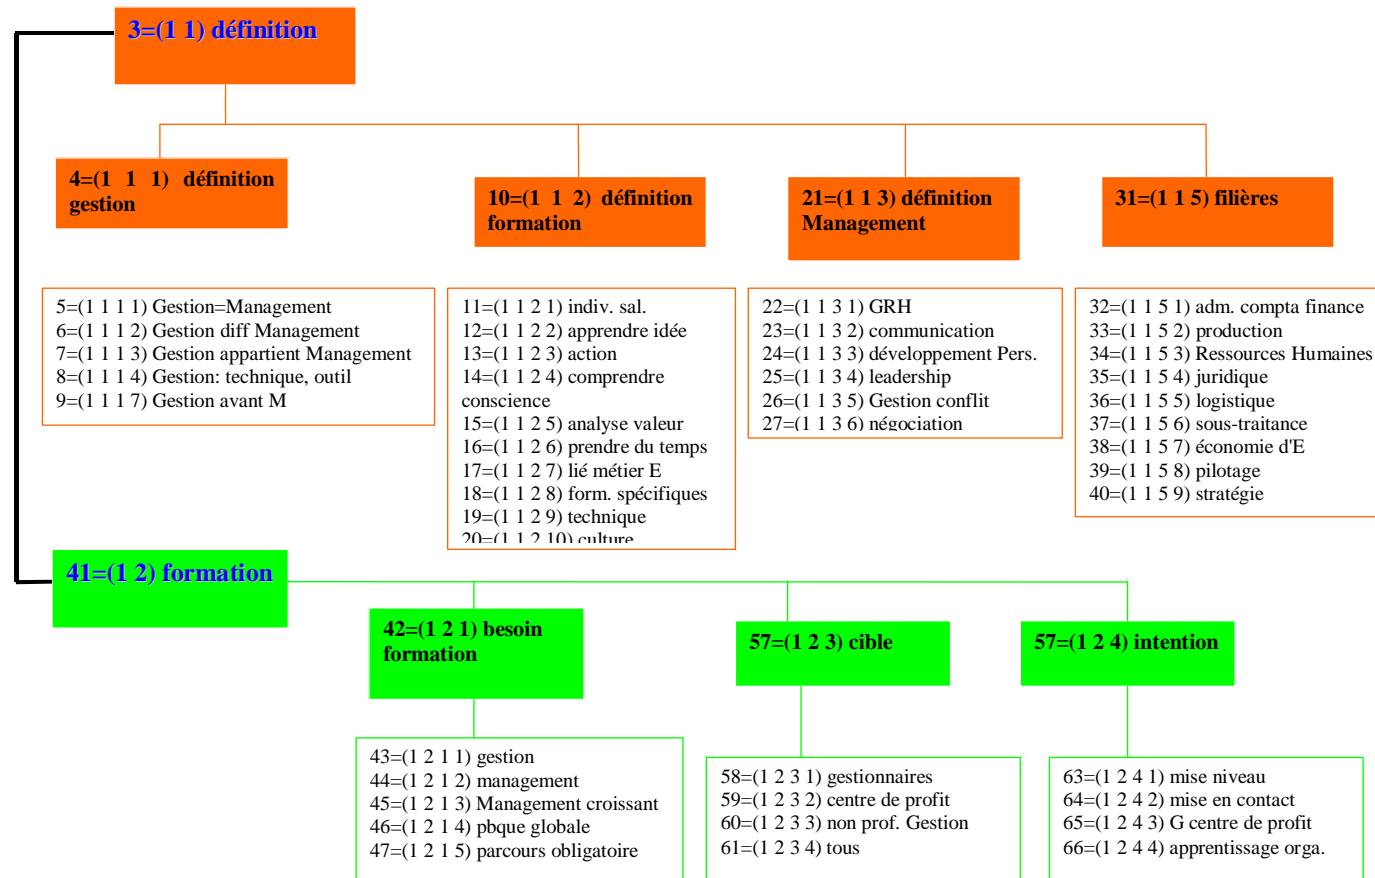 3=(1 1) définition
4=(1 1 1) définition
gestion
10=(1 1 2) définition
formation
21=(1 1 3) définition
Management
31=(1 1 5) filières
5=(1 1 1 1) Gestion=Management
6=(1 1 1 2) Gestion diff Management
7=(1 1 1 3) Gestion appartient Management
8=(1 1 1 4) Gestion: technique, outil
9=(1 1 1 7) Gestion avant M
11=(1 1 2 1) indiv. sal.
12=(1 1 2 2) apprendre idée
13=(1 1 2 3) action
14=(1 1 2 4) comprendre
conscience
15=(1 1 2 5) analyse valeur
16=(1 1 2 6) prendre du temps
17=(1 1 2 7) lié métier E
18=(1 1 2 8) form. spécifiques
19=(1 1 2 9) technique
20=(1 1 2 10) culture
22=(1 1 3 1) GRH
23=(1 1 3 2) communication
24=(1 1 3 3) développement Pers.
25=(1 1 3 4) leadership
26=(1 1 3 5) Gestion conflit
27=(1 1 3 6) négociation
32=(1 1 5 1) adm. compta finance
33=(1 1 5 2) production
34=(1 1 5 3) Ressources Humaines
35=(1 1 5 4) juridique
36=(1 1 5 5) logistique
37=(1 1 5 6) sous-traitance
38=(1 1 5 7) économie d'E
39=(1 1 5 8) pilotage
40=(1 1 5 9) stratégie
41=(1 2) formation
42=(1 2 1) besoin
formation
57=(1 2 3) cible
57=(1 2 4) intention
43=(1 2 1 1) gestion
44=(1 2 1 2) management
45=(1 2 1 3) Management croissant
46=(1 2 1 4) pbque globale
47=(1 2 1 5) parcours obligatoire
58=(1 2 3 1) gestionnaires
59=(1 2 3 2) centre de profit
60=(1 2 3 3) non prof. Gestion
61=(1 2 3 4) tous
63=(1 2 4 1) mise niveau
64=(1 2 4 2) mise en contact
65=(1 2 4 3) G centre de profit
66=(1 2 4 4) apprentissage orga.